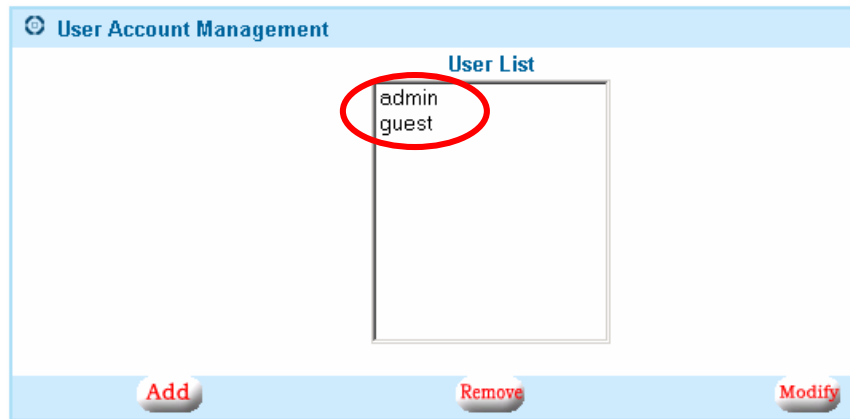 User Account Management
User List
admin
guest
Add Remove Modify